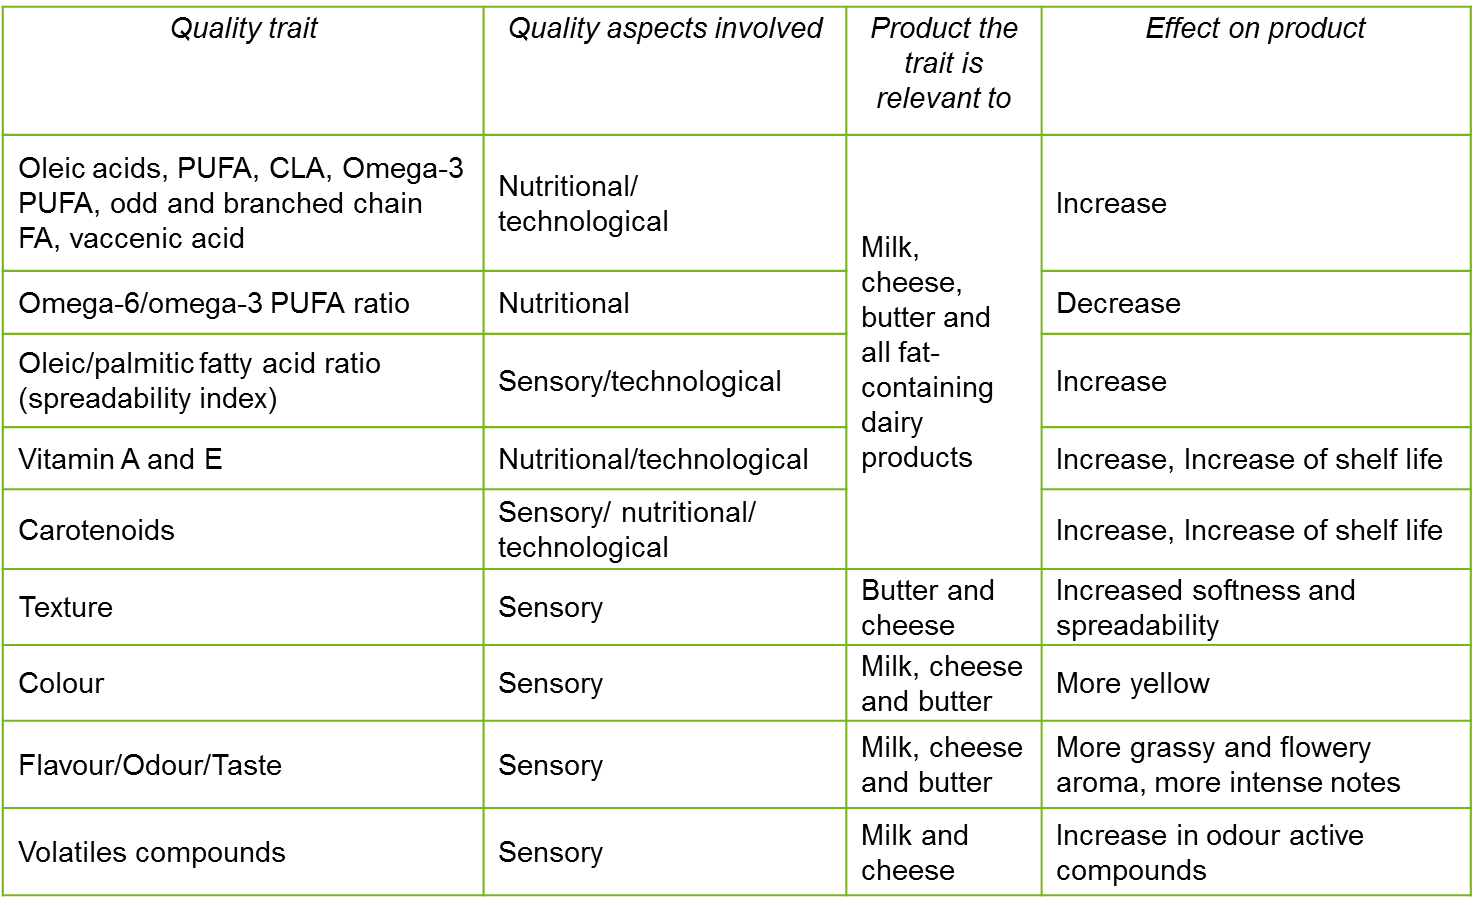 Quality trait
Quality aspects involved
Product the
trait is
relevant to
Effect on product
Oleic acids, PUFA, CLA, Omega-3
PUFA, odd and branched chain
FA, vaccenic acid
Nutritional/
technological
Milk,
cheese,
butter and
all fat-
containing
dairy
products
Increase
Omega-6/omega-3 PUFA ratio
Nutritional
Decrease
Oleic/palmitic fatty acid ratio
(spreadability index)
Sensory/technological
Increase
Vitamin A and E
Nutritional/technological
Increase, Increase of shelf life
Carotenoids
Sensory/ nutritional/
technological
Increase, Increase of shelf life
Texture
Sensory
Butter and
cheese
Increased softness and
spreadability
Colour
Sensory
Milk, cheese
and butter
More yellow
Flavour/Odour/Taste
Sensory
Milk, cheese
and butter
More grassy and flowery
aroma, more intense notes
Volatiles compounds
Sensory
Milk and
cheese
Increase in odour active
compounds